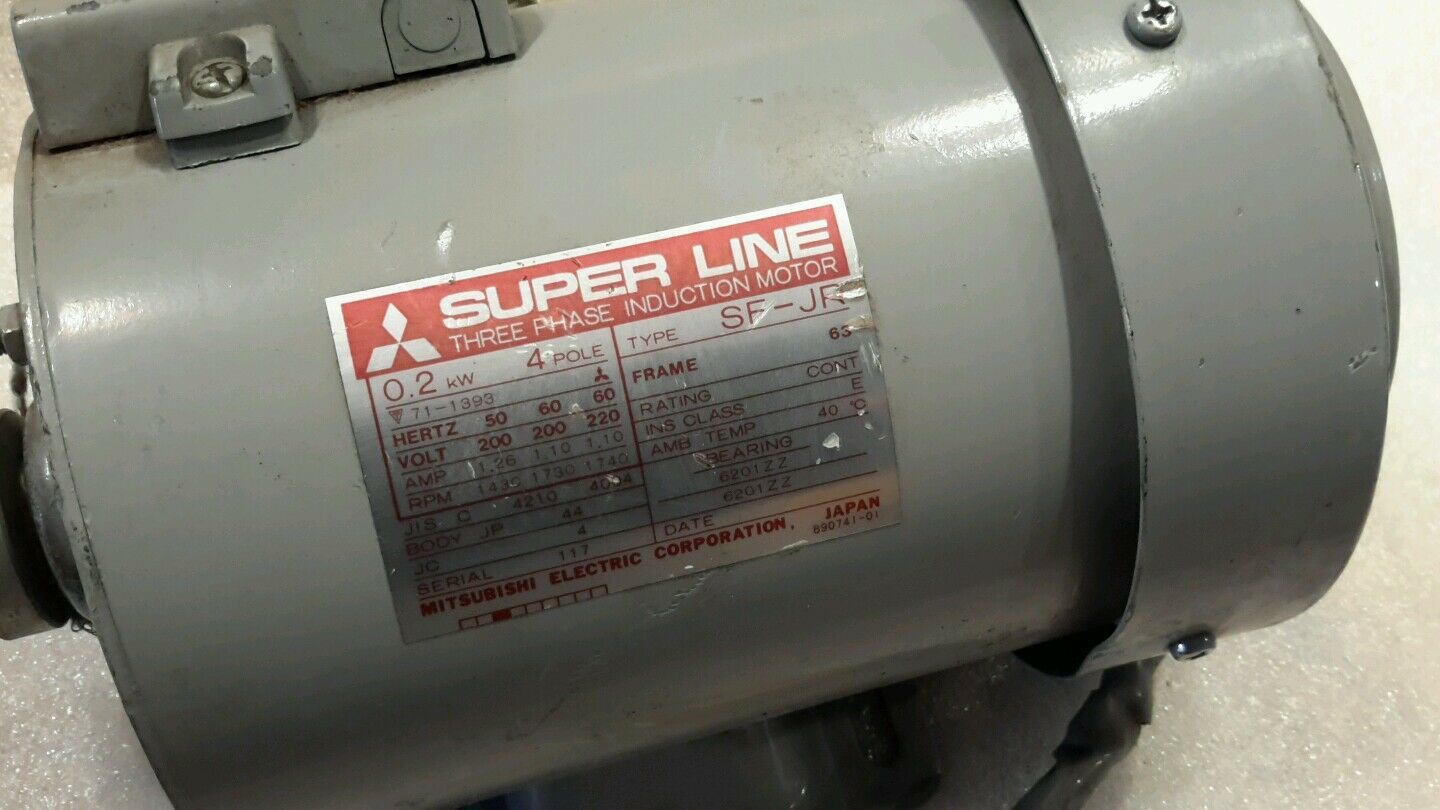 SUPER LINE
THREE PHASE INDUCTION MOTOR
0.2 kW 4 POLE
71-1393
HERTZ 50 60 60
VOLT 200 200 220
AMP 1.26 1.10 1.10
RPM 1430 1730 1740
JIS C 4210 4004
BODY JP 44
JC 4
SERIAL 117
TYPE SF-JR
FRAME 63
RATING CONT
INS CLASS E
AMB TEMP 40 °C
BEARING
6201ZZ
6201ZZ
DATE
MITSUBISHI ELECTRIC CORPORATION, JAPAN
890741-01